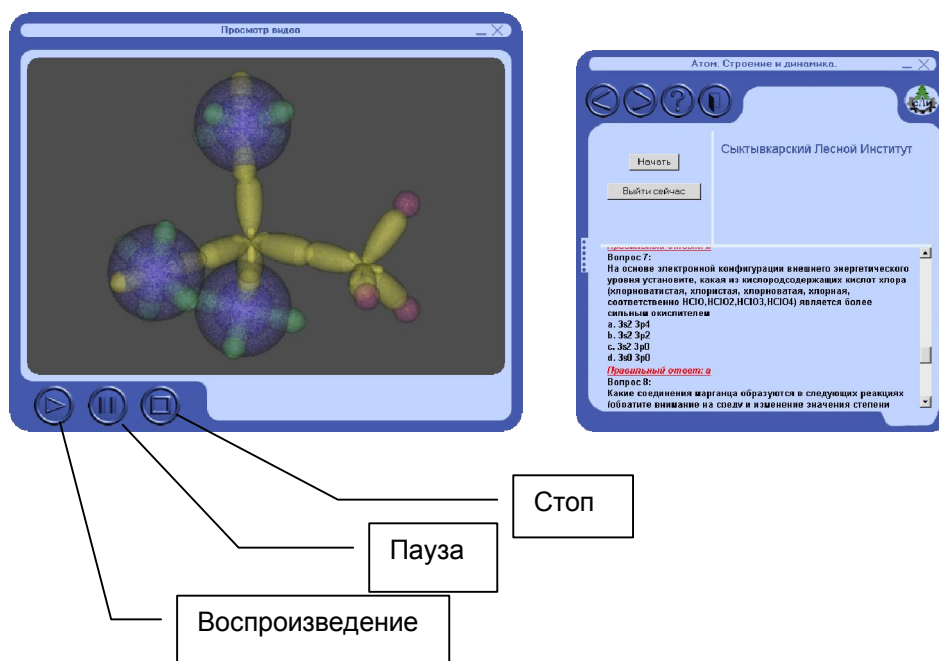 Просмотр видео
Атом. Строение и динамика.
сЛи
Начать
Выйти сейчас
Сыктывкарский Лесной Институт
Правильный ответ: a
Вопрос 7:
На основе электронной конфигурации внешнего энергетического
уровня установите, какая из кислородсодержащих кислот хлора
(хлорноватистая, хлористая, хлорноватая, хлорная,
соответственно HClO,HClO2,HClO3,HClO4) является более
сильным окислителем
a. 3s2 3p4
b. 3s2 3p2
c. 3s2 3p0
d. 3s0 3p0
Правильный ответ: a
Вопрос 8:
Какие соединения марганца образуются в следующих реакциях
(обратите внимание на среду и изменение значения степени
Стоп
Пауза
Воспроизведение